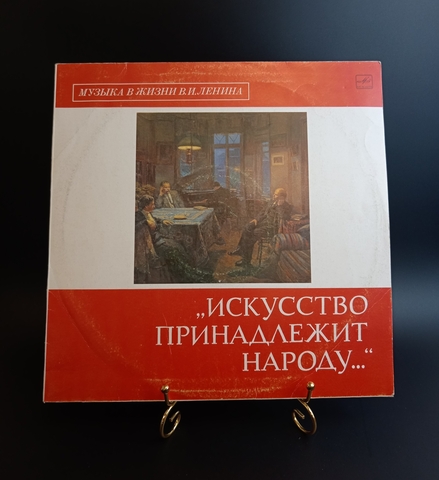 МУЗЫКА В ЖИЗНИ В.И.ЛЕНИНА
„ИСКУССТВО
ПРИНАДЛЕЖИТ
НАРОДУ...“